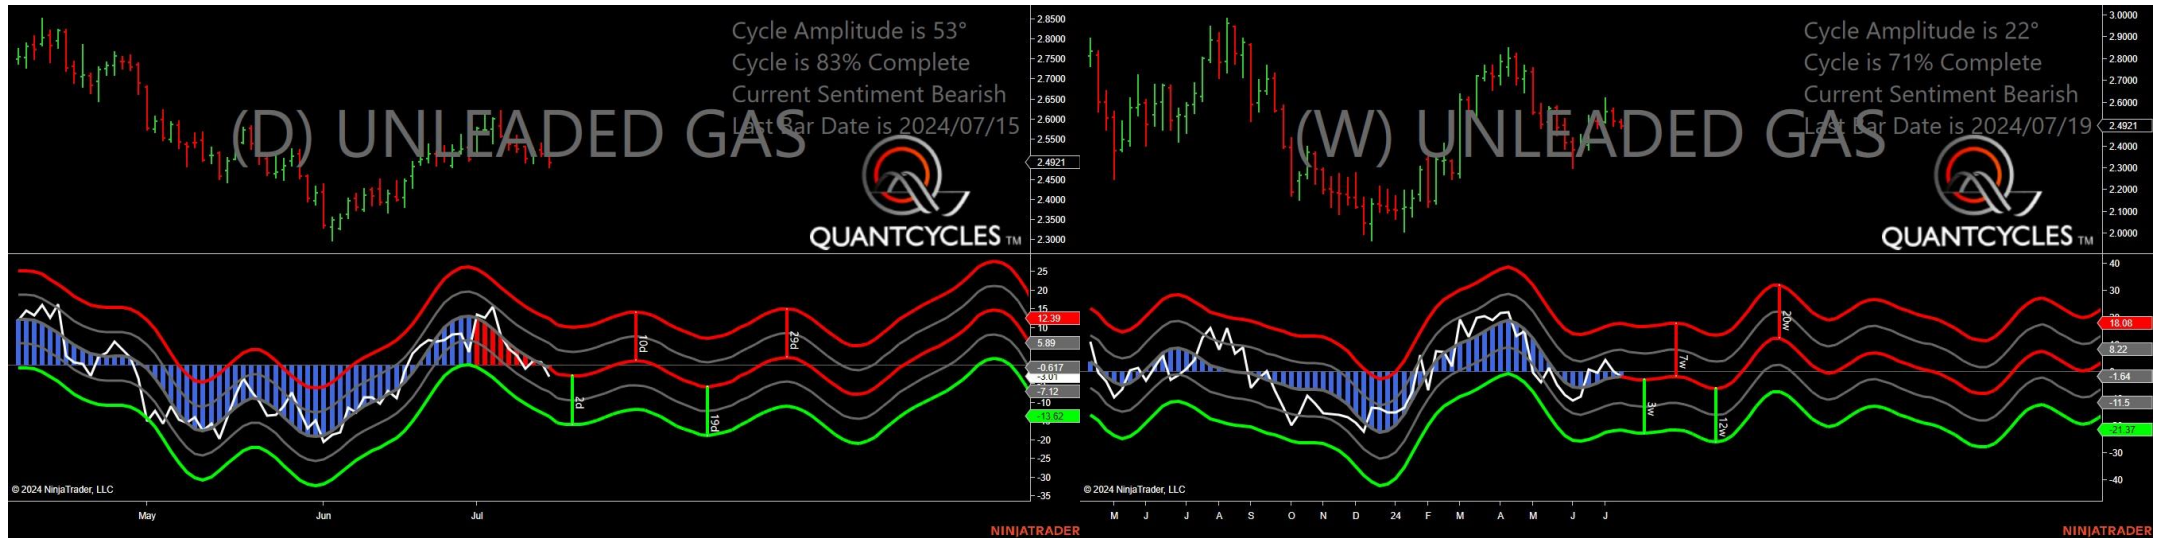 Cycle Amplitude is 53°
Cycle is 83% Complete
Current Sentiment Bearish
Last Bar Date is 2024/07/15
(D) UNLEADED GAS
QUANTCYCLES TM
2.8500
2.8000
2.7500
2.7000
2.6500
2.6000
2.5500
2.4921
2.4500
2.4000
2.3500
2.3000
25
20
15
12.39
10
5.89
-0.617
-3.01
-7.12
-10
-13.62
-20
-25
-30
-35
10d
29d
2d
19d
© 2024 NinjaTrader, LLC
May Jun Jul
NINJATRADER
Cycle Amplitude is 22°
Cycle is 71% Complete
Current Sentiment Bearish
Last Bar Date is 2024/07/19
(W) UNLEADED GAS
QUANTCYCLES TM
3.0000
2.9000
2.8000
2.7000
2.6000
2.4921
2.4000
2.3000
2.2000
2.1000
2.0000
40
30
18.08
8.22
-1.64
-11.5
-21.37
-30
-40
7w
20w
3w
12w
© 2024 NinjaTrader, LLC
M J J A S O N D 24 F M A M J J
NINJATRADER